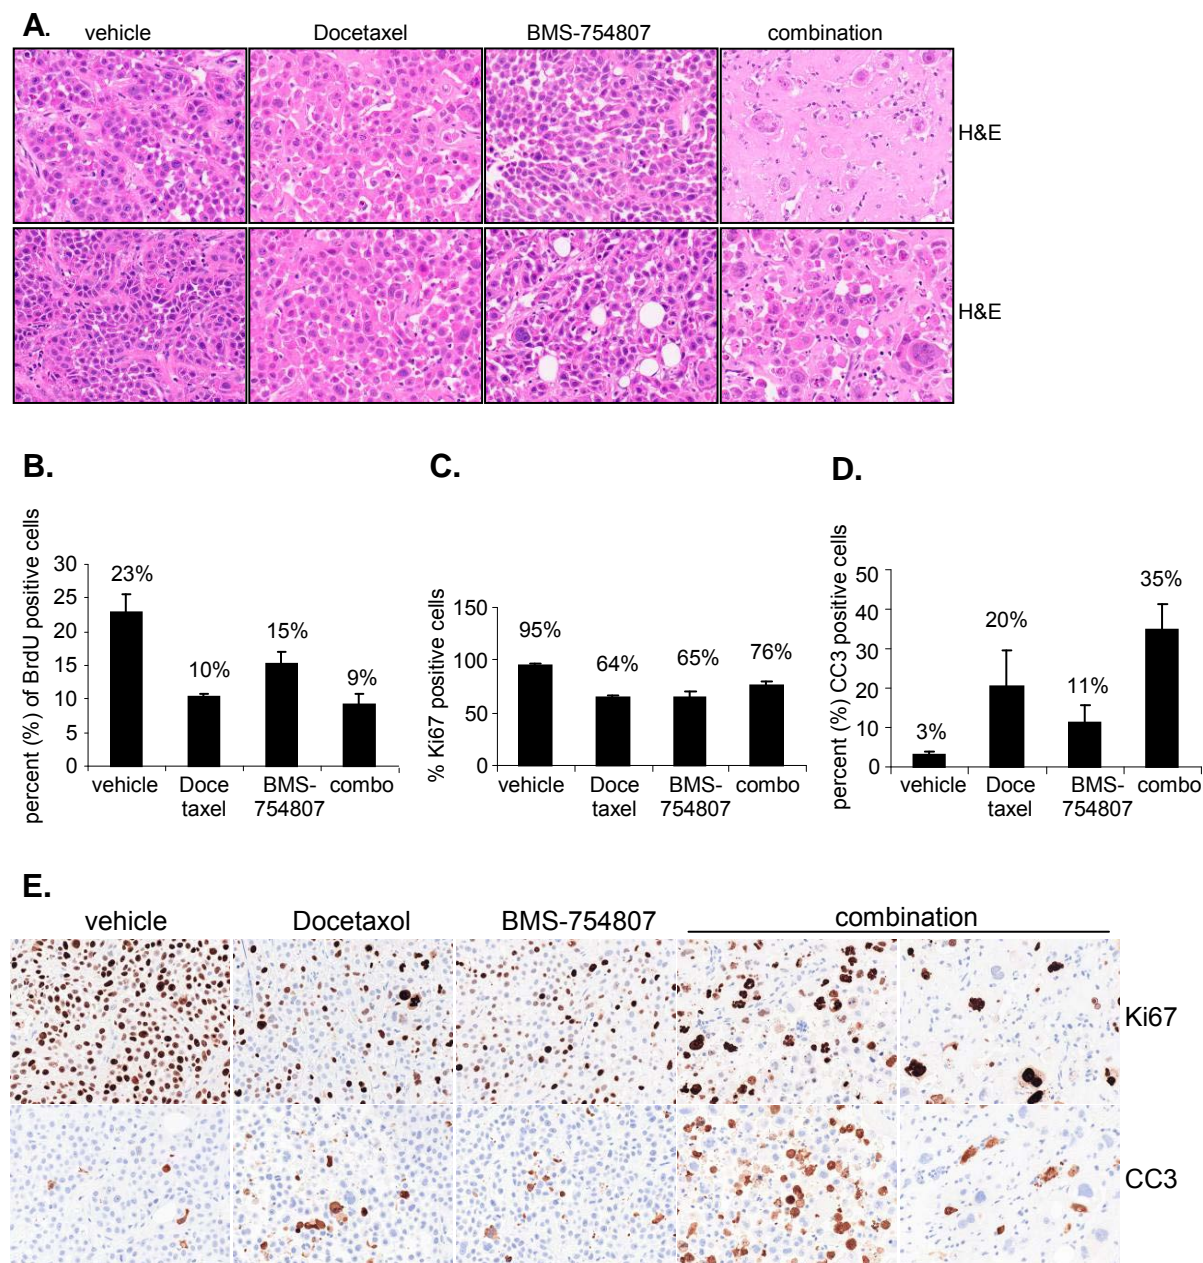 A.
vehicle Docetaxel BMS-754807 combination
H&E
H&E
B.
percent (%) of BrdU positive cells
30
25
20
15
10
5
0
23%
10%
15%
9%
vehicle Doce taxel BMS-754807 combo
C.
% Ki67 positive cells
150
100
50
0
95%
64%
65%
76%
vehicle Doce taxel BMS-754807 combo
D.
percent (%) CC3 positive cells
50
40
30
20
10
0
3%
20%
11%
35%
vehicle Doce taxel BMS-754807 combo
E.
vehicle Docetaxol BMS-754807 combination
Ki67
CC3